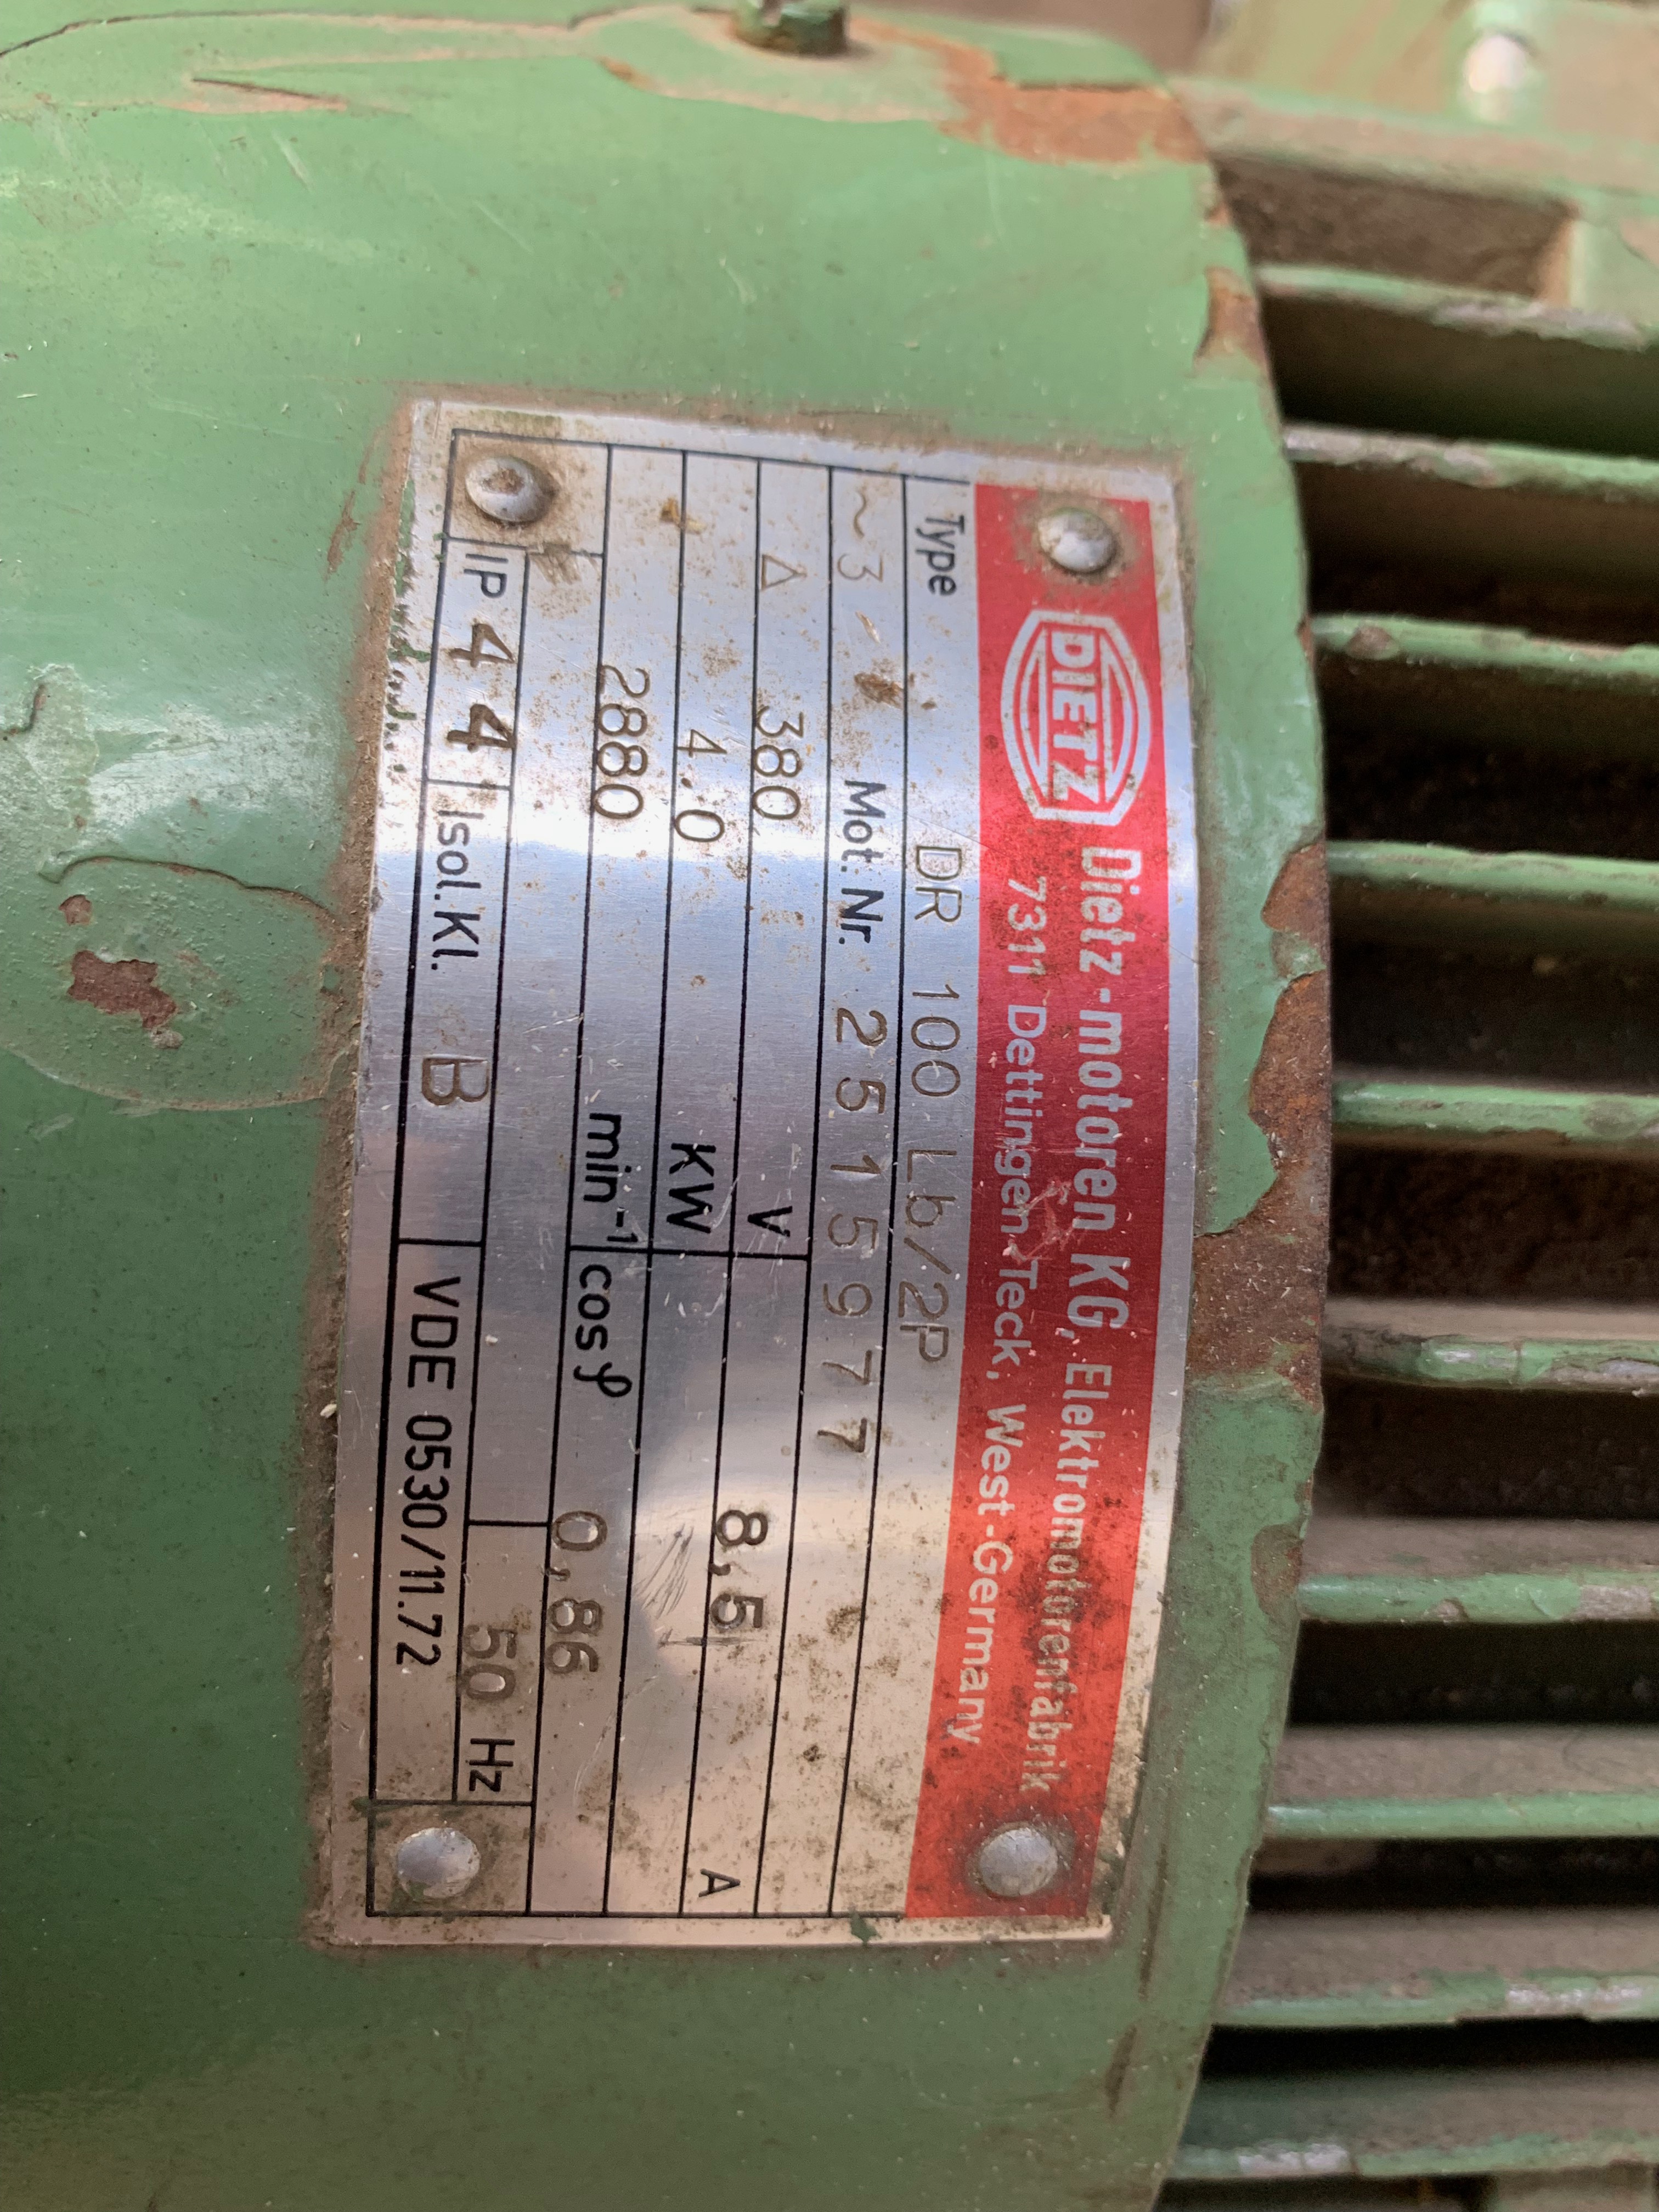 DIETZ
Dietz-motoren KG, Elektromotorenfabrik
7311 Dettingen-Teck, West-Germany
Type DR 100 Lb/2P
~ 3 Mot. Nr. 2515977
△ 380 V 8,5 A
4.0 KW
2880 min⁻¹ cosφ 0,86
50 Hz
IP 44 Isol.Kl. B VDE 0530/11.72